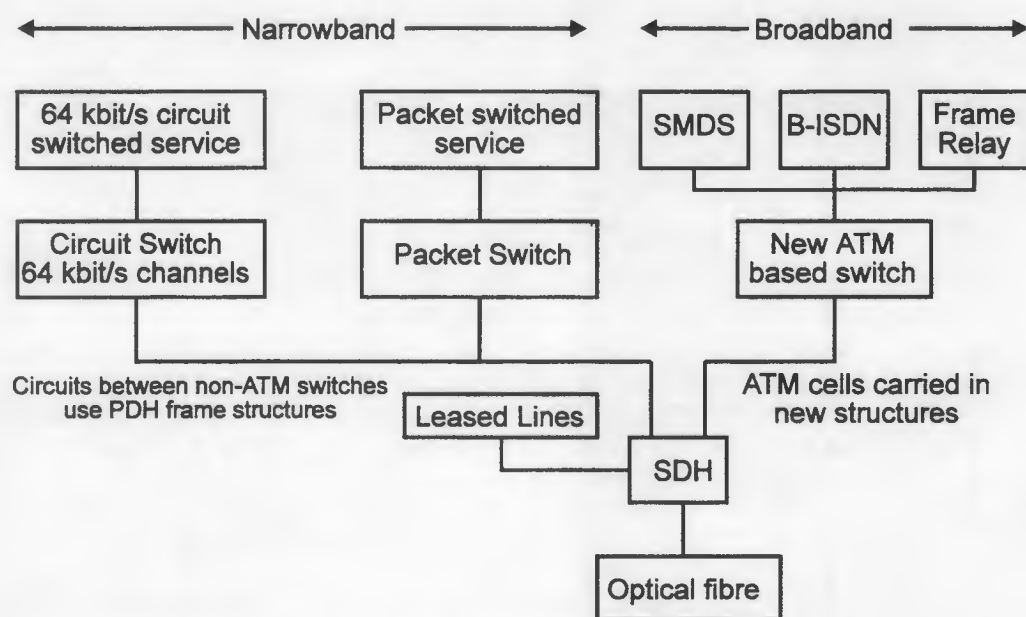 Narrowband
Broadband
64 kbit/s circuit
switched service
Packet switched
service
SMDS
B-ISDN
Frame
Relay
Circuit Switch
64 kbit/s channels
Packet Switch
New ATM
based switch
Circuits between non-ATM switches
use PDH frame structures
Leased Lines
ATM cells carried in
new structures
SDH
Optical fibre